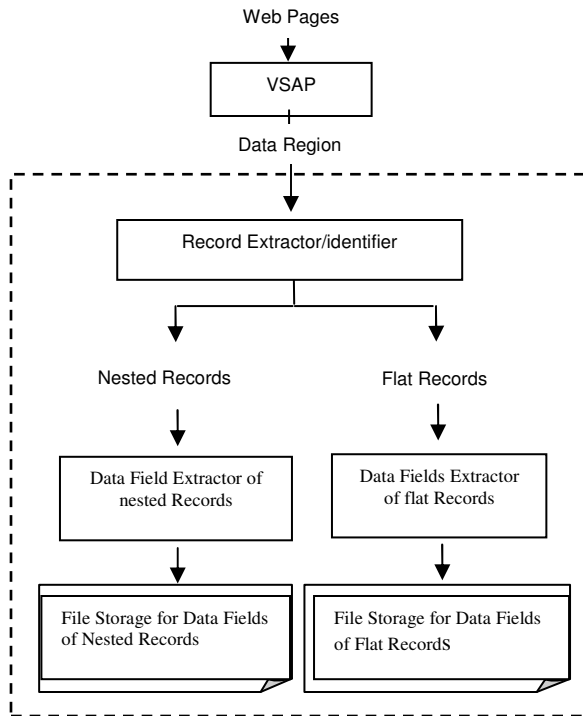 Web Pages
VSAP
Data Region
Record Extractor/identifier
Nested Records
Flat Records
Data Field Extractor of
nested Records
Data Fields Extractor
of flat Records
File Storage for Data Fields
of Nested Records
File Storage for Data Fields
of Flat RecordS